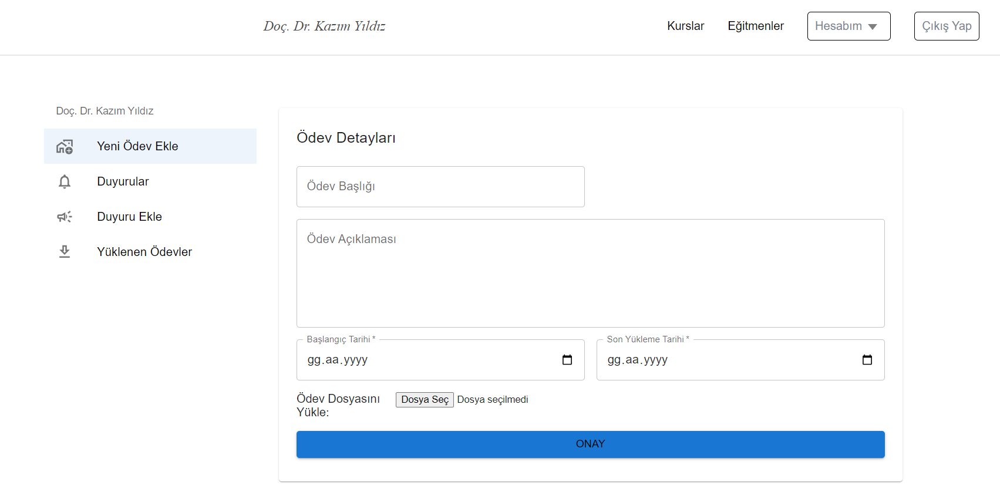 Doç. Dr. Kazım Yıldız
Kurslar
Eğitmenler
Hesabım
Çıkış Yap
Doç. Dr. Kazım Yıldız
Yeni Ödev Ekle
Duyurular
Duyuru Ekle
Yüklenen Ödevler
Ödev Detayları
Ödev Başlığı
Ödev Açıklaması
Başlangıç Tarihi *
gg.aa.yyyy
Son Yükleme Tarihi *
gg.aa.yyyy
Ödev Dosyasını
Yükle:
Dosya Seç Dosya seçilmedi
ONAY